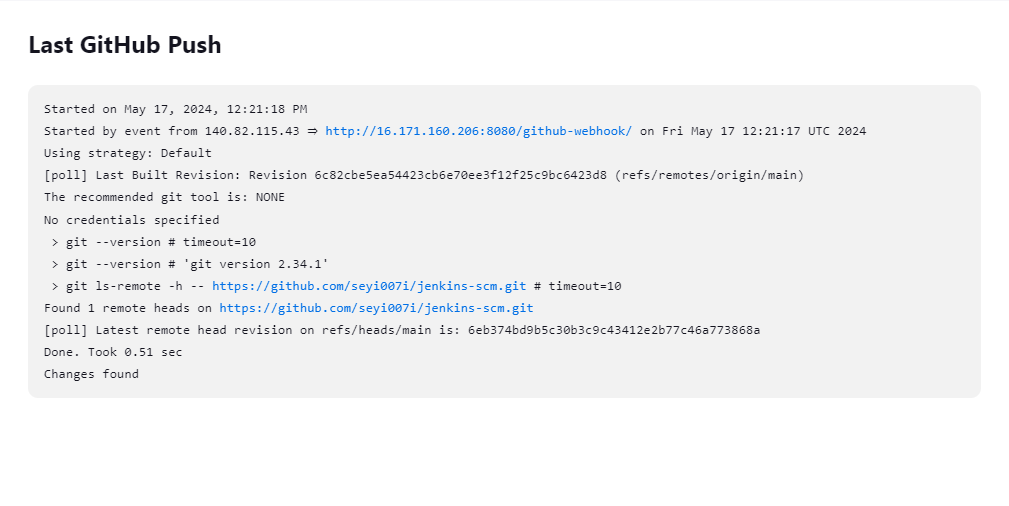 Last GitHub Push
Started on May 17, 2024, 12:21:18 PM
Started by event from 140.82.115.43 ⇒ http://16.171.160.206:8080/github-webhook/ on Fri May 17 12:21:17 UTC 2024
Using strategy: Default
[poll] Last Built Revision: Revision 6c82cbe5ea54423cb6e70ee3f12f25c9bc6423d8 (refs/remotes/origin/main)
The recommended git tool is: NONE
No credentials specified
 > git --version # timeout=10
 > git --version # 'git version 2.34.1'
 > git ls-remote -h -- https://github.com/seyi007i/jenkins-scm.git # timeout=10
Found 1 remote heads on https://github.com/seyi007i/jenkins-scm.git
[poll] Latest remote head revision on refs/heads/main is: 6eb374bd9b5c30b3c9c43412e2b77c46a773868a
Done. Took 0.51 sec
Changes found